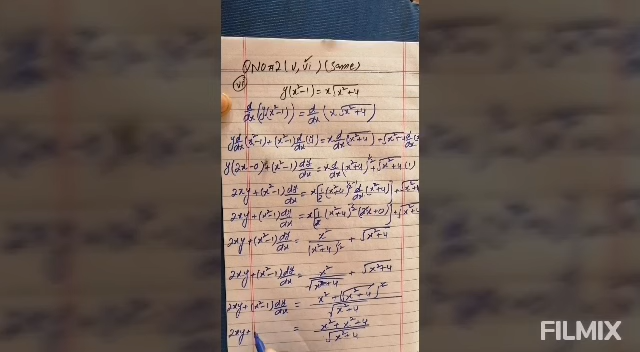 Q NO # 2 (v, vi) (same)
(vi)
y(x²-1) = x√x²+4
d/dx (y(x²-1)) = d/dx (x √x²+4)
y d/dx (x²-1) + (x²-1) d/dx (y) = x d/dx (√x²+4) + √x²+4 d/dx (x
y(2x-0) + (x²-1) dy/dx = x d/dx (x²+4)^1/2 + √x²+4 (1)
2xy + (x²-1) dy/dx = x[1/2 (x²+4)^1/2-1 d/dx (x²+4)] + √x²+4
2xy + (x²-1) dy/dx = x[1/2 (x²+4)^-1/2 (2x+0)] + √x²+4
2xy + (x²-1) dy/dx = x²/(x²+4)^1/2 + √x²+4
2xy + (x²-1) dy/dx = x²/√x²+4 + √x²+4
2xy + (x²-1) dy/dx = x² + (√x²+4)²/√x²+4
2xy + = x² + x²+4/√x²+4
FILMIX